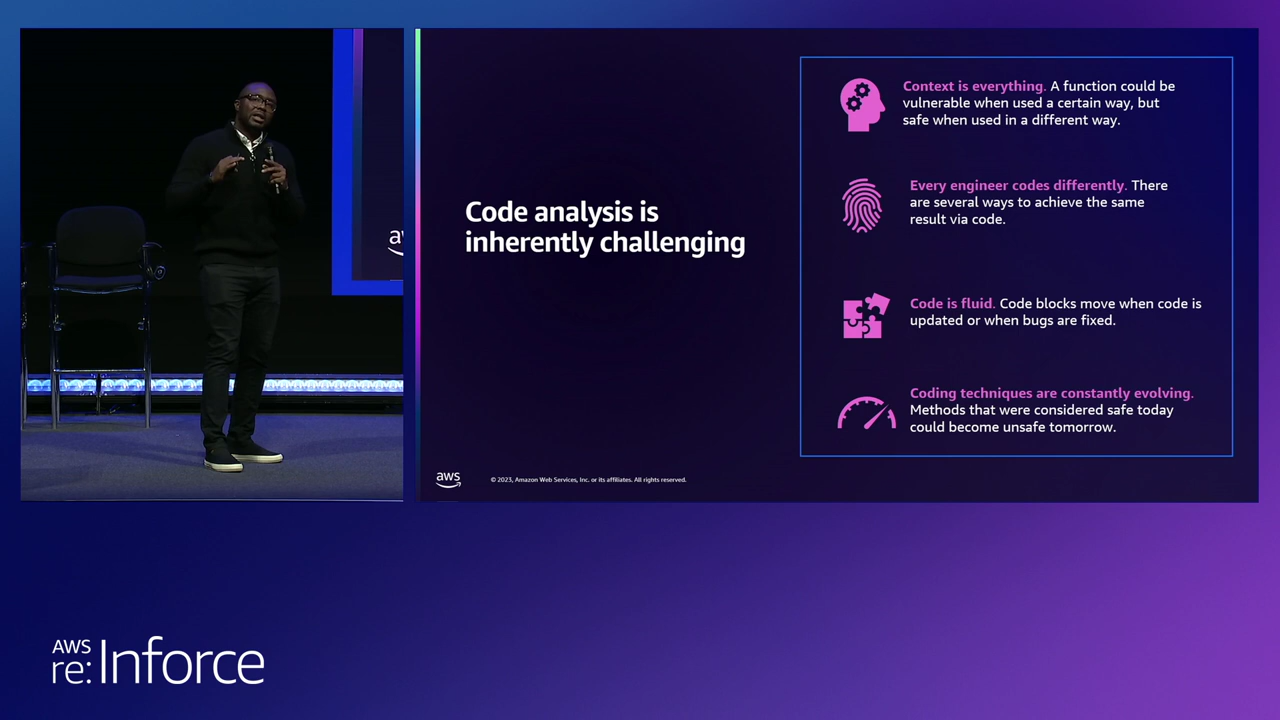 a
Code analysis is
inherently challenging
Context is everything. A function could be
vulnerable when used a certain way, but
safe when used in a different way.
Every engineer codes differently. There
are several ways to achieve the same
result via code.
Code is fluid. Code blocks move when code is
updated or when bugs are fixed.
Coding techniques are constantly evolving.
Methods that were considered safe today
could become unsafe tomorrow.
aws
© 2023, Amazon Web Services, Inc. or its affiliates. All rights reserved.
AWS
re:Inforce